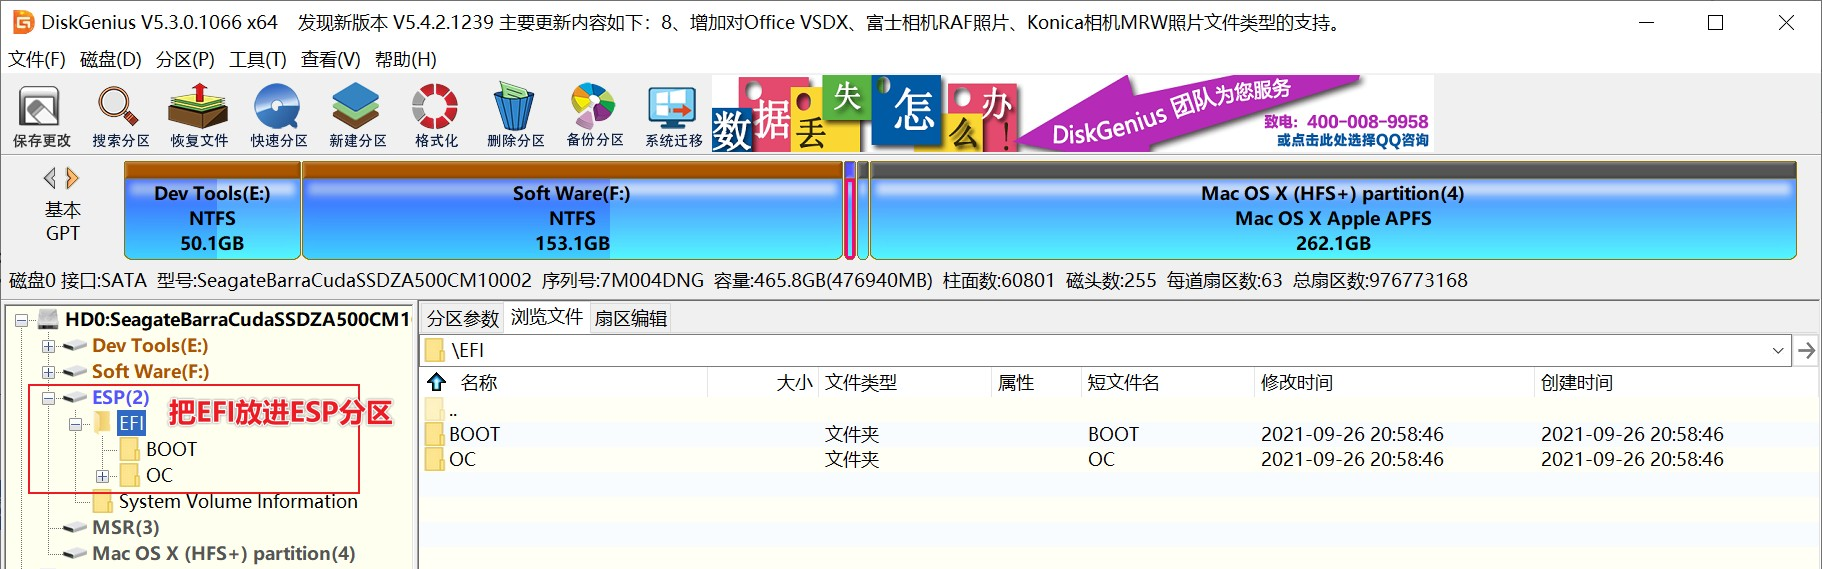 DiskGenius V5.3.0.1066 x64 发现新版本 V5.4.2.1239 主要更新内容如下：8、增加对Office VSDX、富士相机RAF照片、Konica相机MRW照片文件类型的支持。
文件(F) 磁盘(D) 分区(P) 工具(T) 查看(V) 帮助(H)
保存更改 搜索分区 恢复文件 快速分区 新建分区 格式化 删除分区 备份分区 系统迁移
数据丢失怎么办!
DiskGenius 团队为您服务
致电：400-008-9958
或点击此处选择QQ咨询
基本
GPT
Dev Tools(E:)
NTFS
50.1GB
Soft Ware(F:)
NTFS
153.1GB
Mac OS X (HFS+) partition(4)
Mac OS X Apple APFS
262.1GB
磁盘0 接口:SATA 型号:SeagateBarraCudaSSDZA500CM10002 序列号:7M004DNG 容量:465.8GB(476940MB) 柱面数:60801 磁头数:255 每道扇区数:63 总扇区数:976773168
HD0:SeagateBarraCudaSSDZA500CM1
Dev Tools(E:)
Soft Ware(F:)
ESP(2)
把EFI放进ESP分区
EFI
BOOT
OC
System Volume Information
MSR(3)
Mac OS X (HFS+) partition(4)
分区参数 浏览文件 扇区编辑
\EFI
名称 大小 文件类型 属性 短文件名 修改时间 创建时间
..
BOOT 文件夹 BOOT 2021-09-26 20:58:46 2021-09-26 20:58:46
OC 文件夹 OC 2021-09-26 20:58:46 2021-09-26 20:58:46